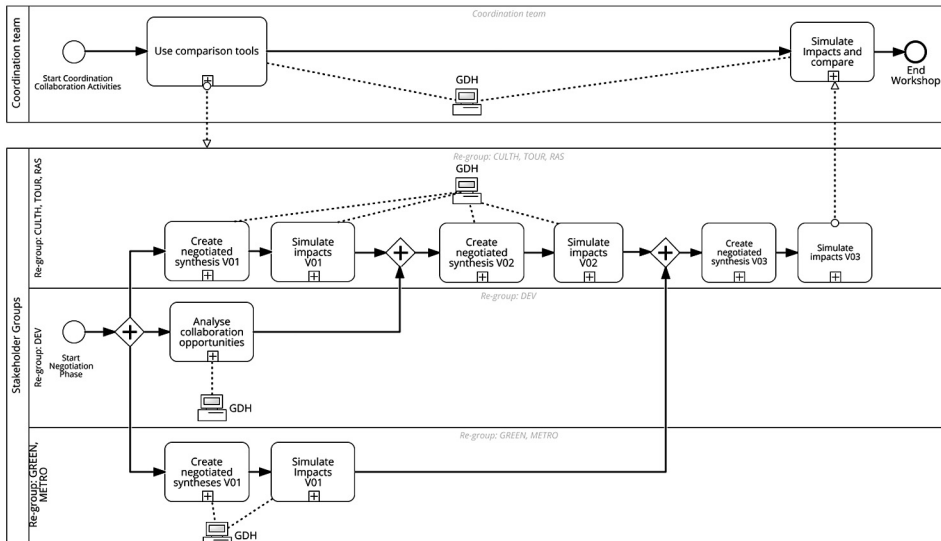 Coordination team
Coordination team
Start Coordination
Collaboration Activities
Use comparison tools
GDH
Simulate
Impacts and
compare
End
Workshop
Stakeholder Groups
Re-group: CULTH, TOUR, RAS
Re-group: CULTH, TOUR, RAS
GDH
Create
negotiated
synthesis V01
Simulate
impacts
V01
Create
negotiated
synthesis V02
Simulate
impacts
V02
Create
negotiated
synthesis V03
Simulate
impacts V03
Re-group: DEV
Re-group: DEV
Start
Negotiation
Phase
Analyse
collaboration
opportunities
GDH
Re-group: GREEN,
METRO
Re-group: GREEN, METRO
Create
negotiated
syntheses V01
Simulate
Impacts
V01
GDH